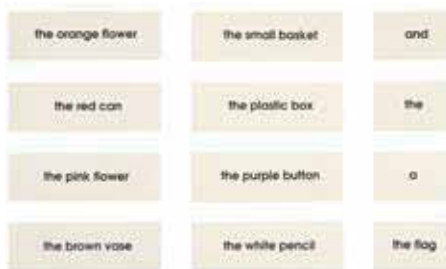 the orange flower
the small basket
and
the red can
the plastic box
the
the pink flower
the purple button
a
the brown vase
the white pencil
the flag